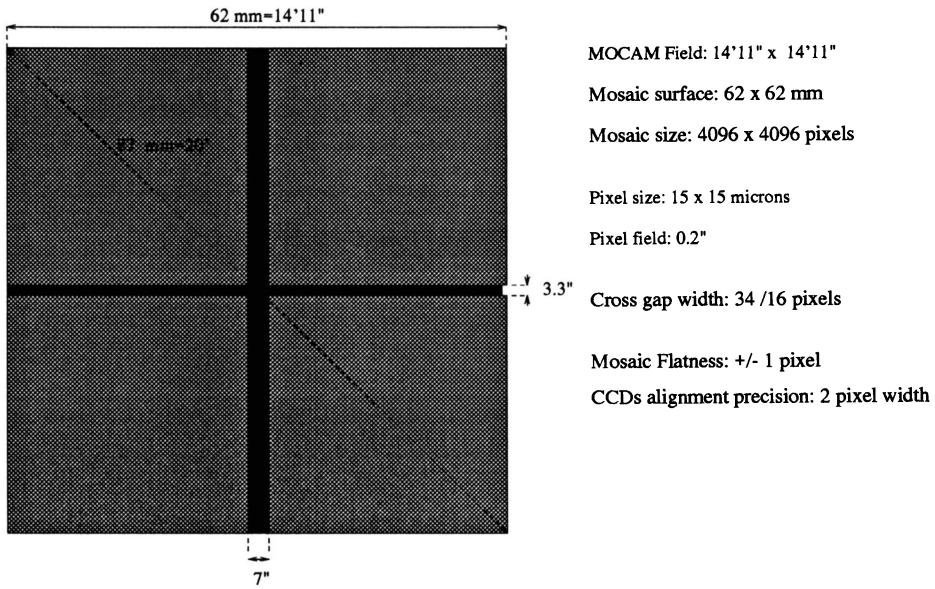 62 mm=14'11"
MOCAM Field: 14'11" x 14'11"
Mosaic surface: 62 x 62 mm
Mosaic size: 4096 x 4096 pixels
mm=20'
Pixel size: 15 x 15 microns
Pixel field: 0.2"
3.3"
Cross gap width: 34 /16 pixels
Mosaic Flatness: +/- 1 pixel
CCDs alignment precision: 2 pixel width
7"